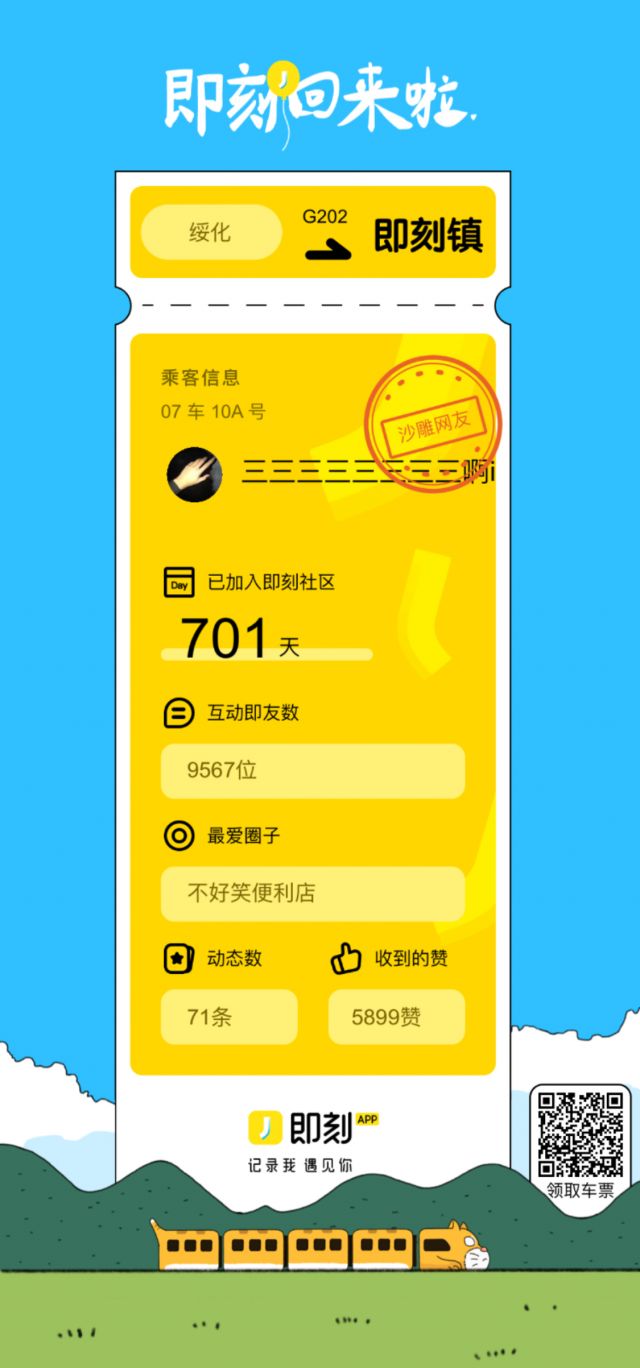 即刻回来啦.
绥化
G202
即刻镇
乘客信息
07 车 10A 号
沙雕网友
三三三三三三三三啊i
Day
已加入即刻社区
701 天
互动即友数
9567位
最爱圈子
不好笑便利店
动态数
收到的赞
71条
5899赞
即刻 APP
记录我 遇见你
领取车票